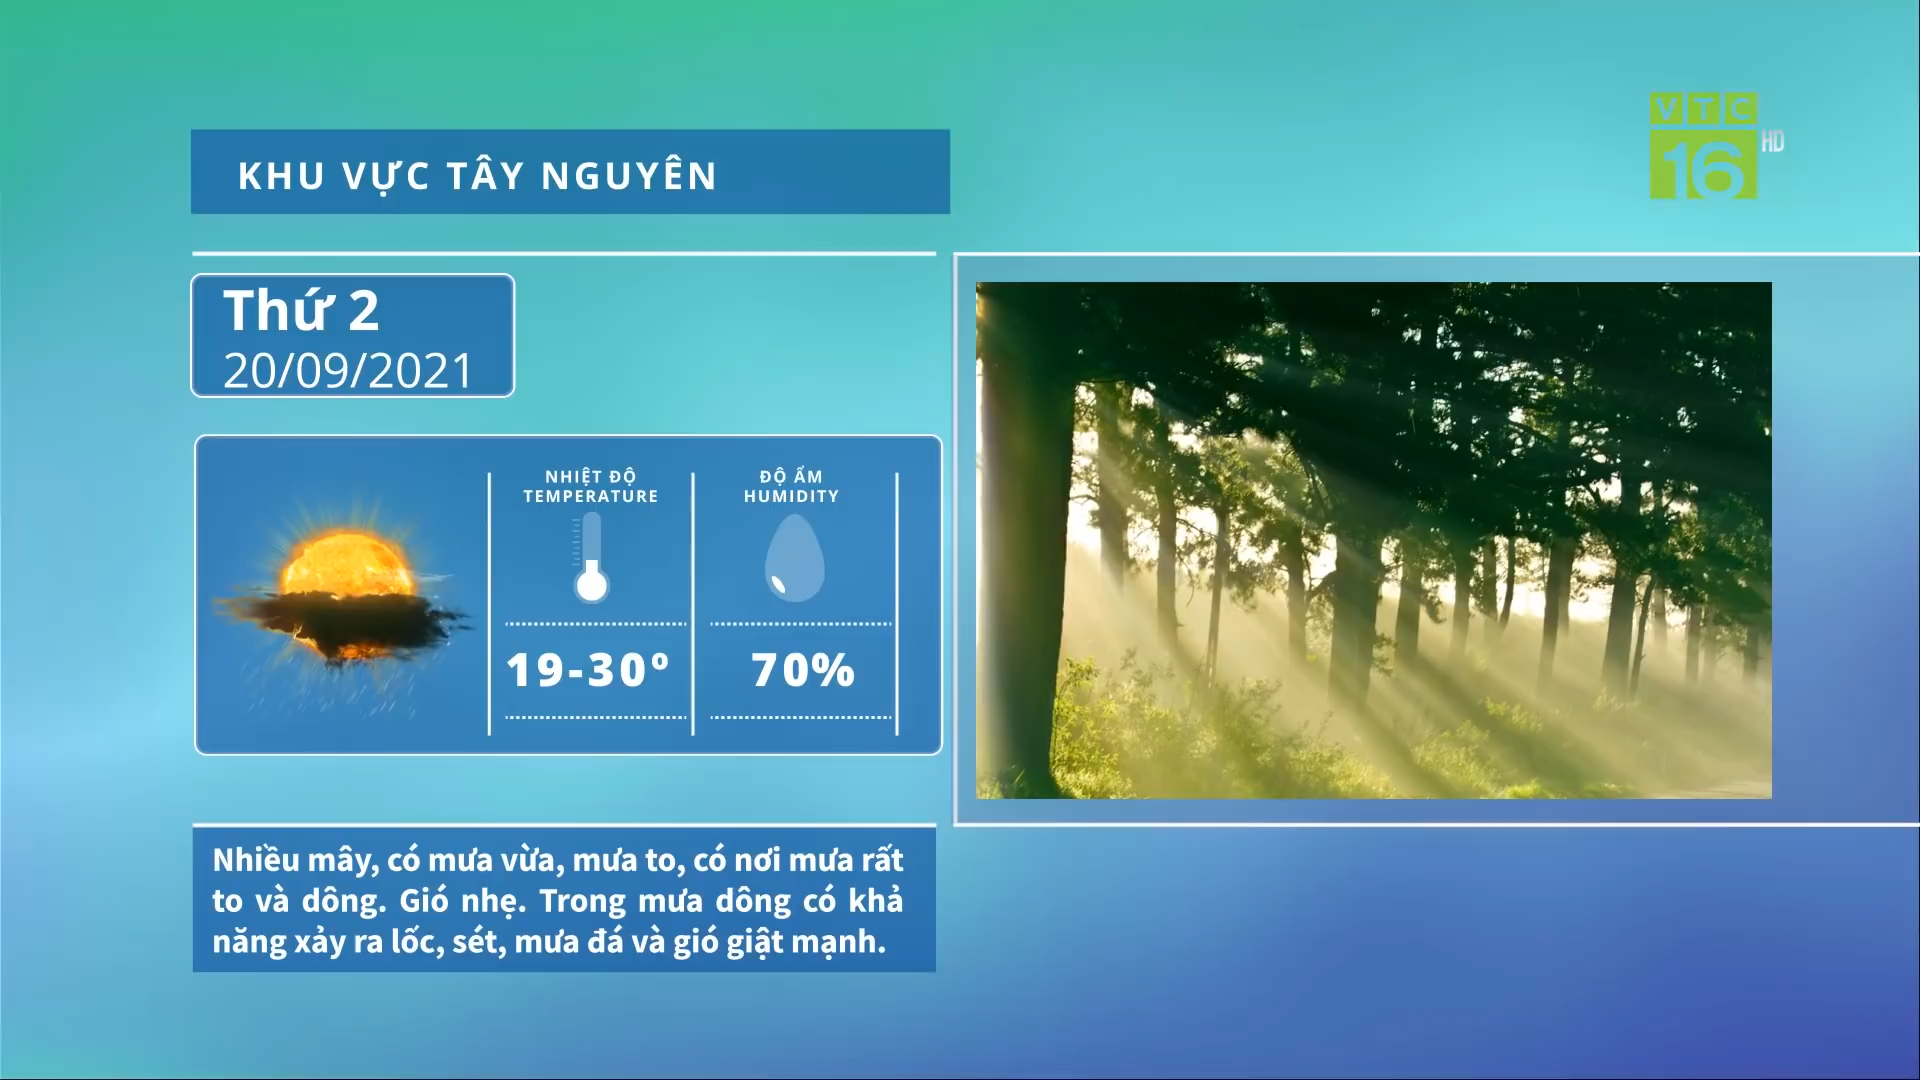 KHU VỰC TÂY NGUYÊN
VTC
16 HD
Thứ 2
20/09/2021
NHIỆT ĐỘ
TEMPERATURE
19-30º
ĐỘ ẨM
HUMIDITY
70%
Nhiều mây, có mưa vừa, mưa to, có nơi mưa rất
to và dông. Gió nhẹ. Trong mưa dông có khả
năng xảy ra lốc, sét, mưa đá và gió giật mạnh.